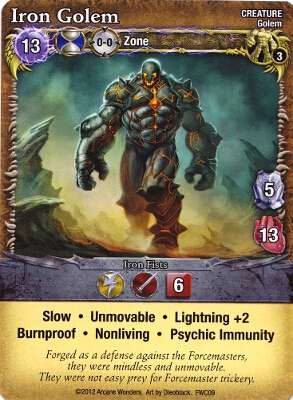 Iron Golem
CREATURE
Golem
13
0-0 Zone
3
5
13
Iron Fists
6
Slow • Unmovable • Lightning +2
Burnproof • Nonliving • Psychic Immunity
Forged as a defense against the Forcemasters,
they were mindless and unmovable.
They were not easy prey for Forcemaster trickery.
©2012 Arcane Wonders. Art by Dleoblack. FWC09